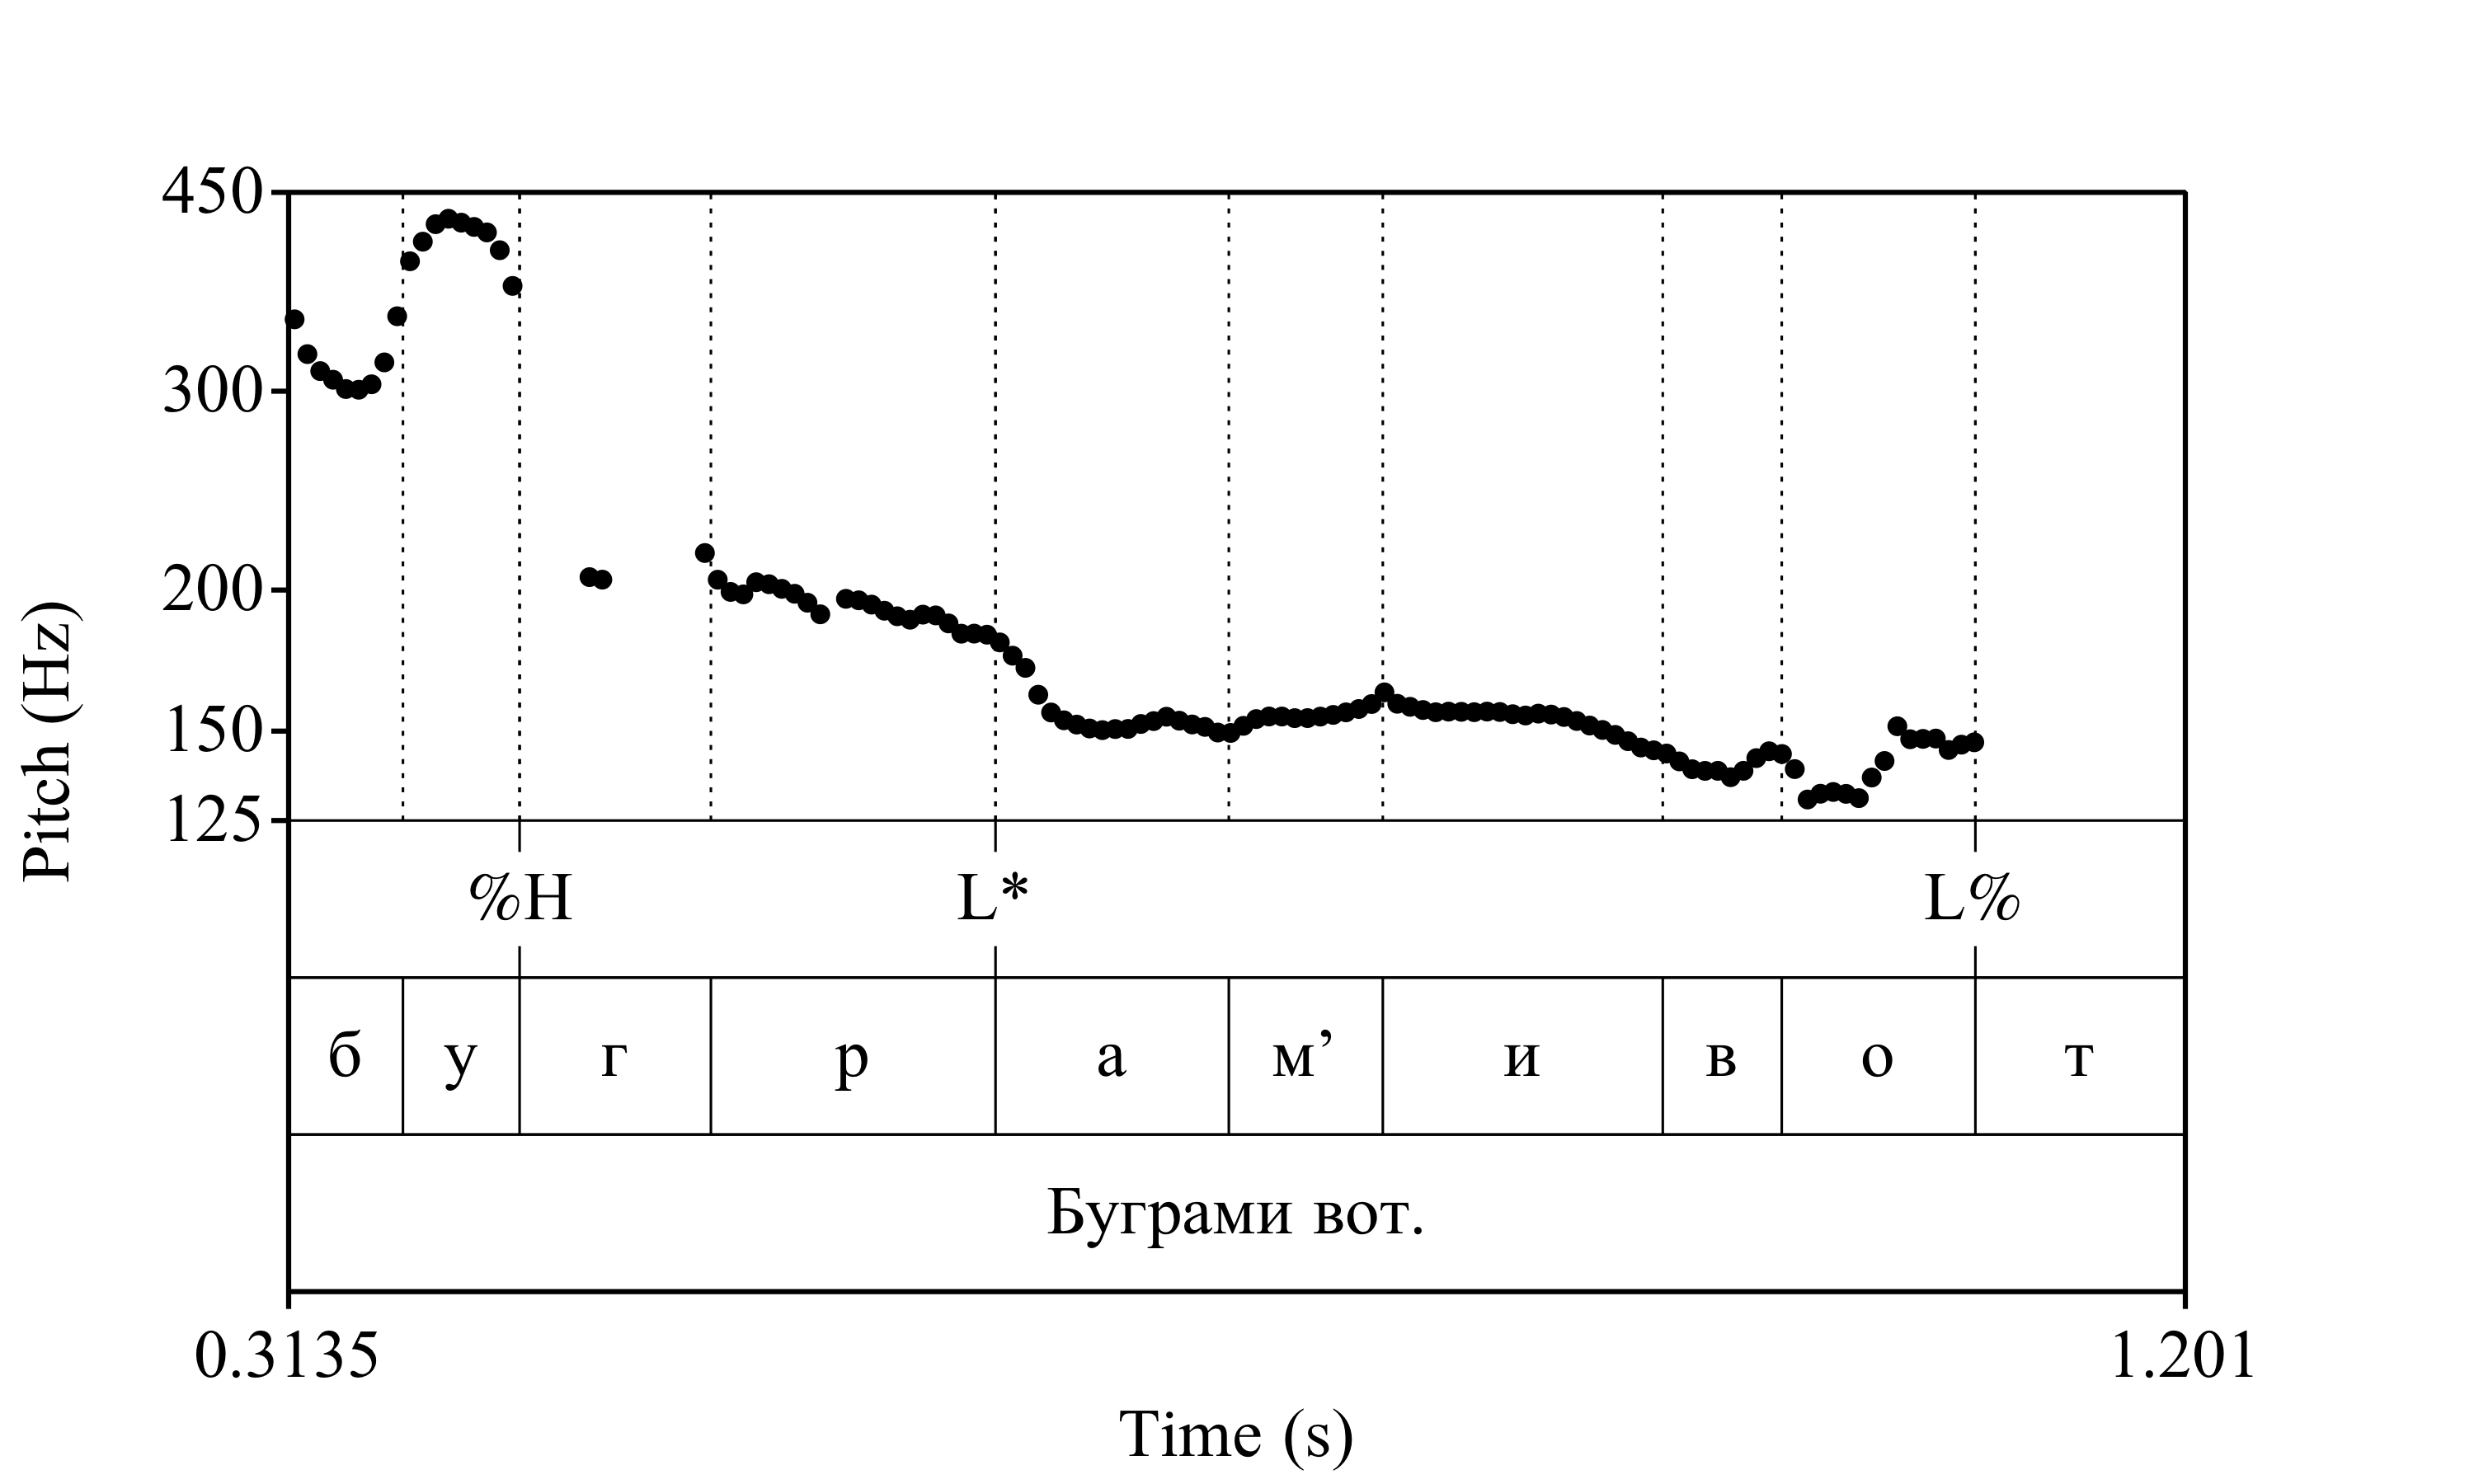 450
300
200
150
125
Pitch (Hz)
%H L* L%
б у г р а м’ и в о т
Буграми вот.
0.3135 1.201
Time (s)